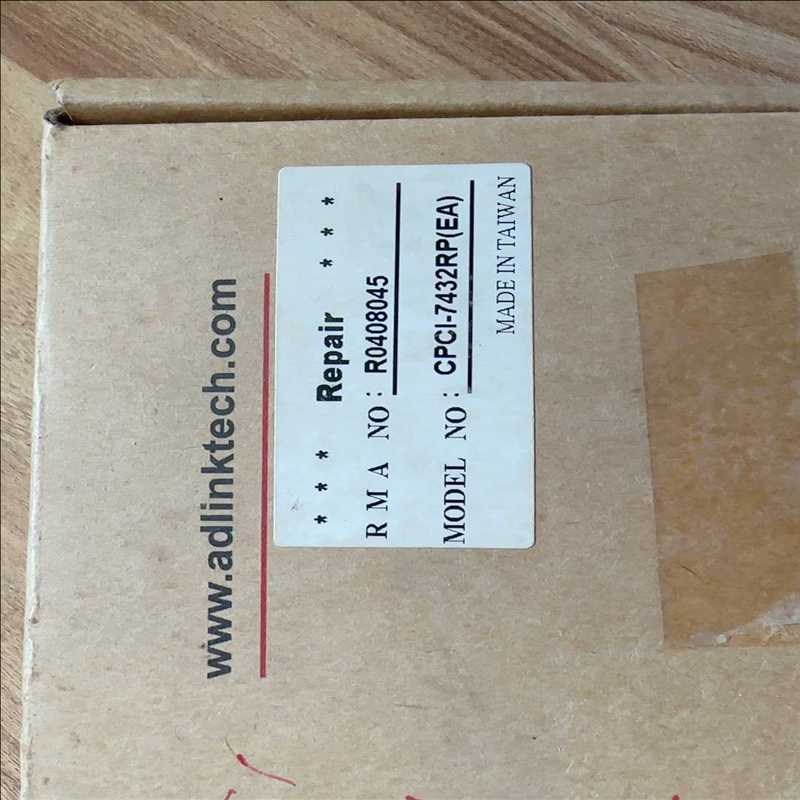 www.adlinktech.com
* * * Repair * * *
R M A NO : R0408045
MODEL NO : CPCI-7432RP(EA)
MADE IN TAIWAN